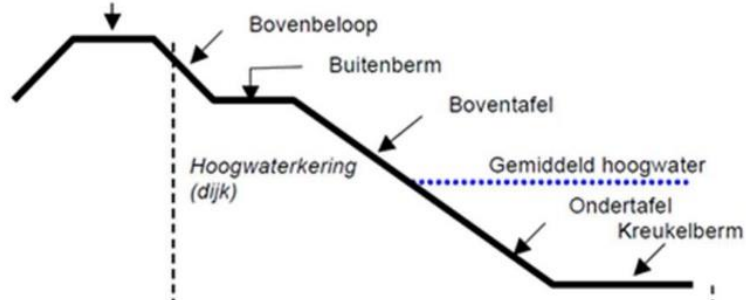 Bovenbeloop
Buitenberm
Boventafel
Hoogwaterkering
(dijk)
Gemiddeld hoogwater
Ondertafel
Kreukelberm